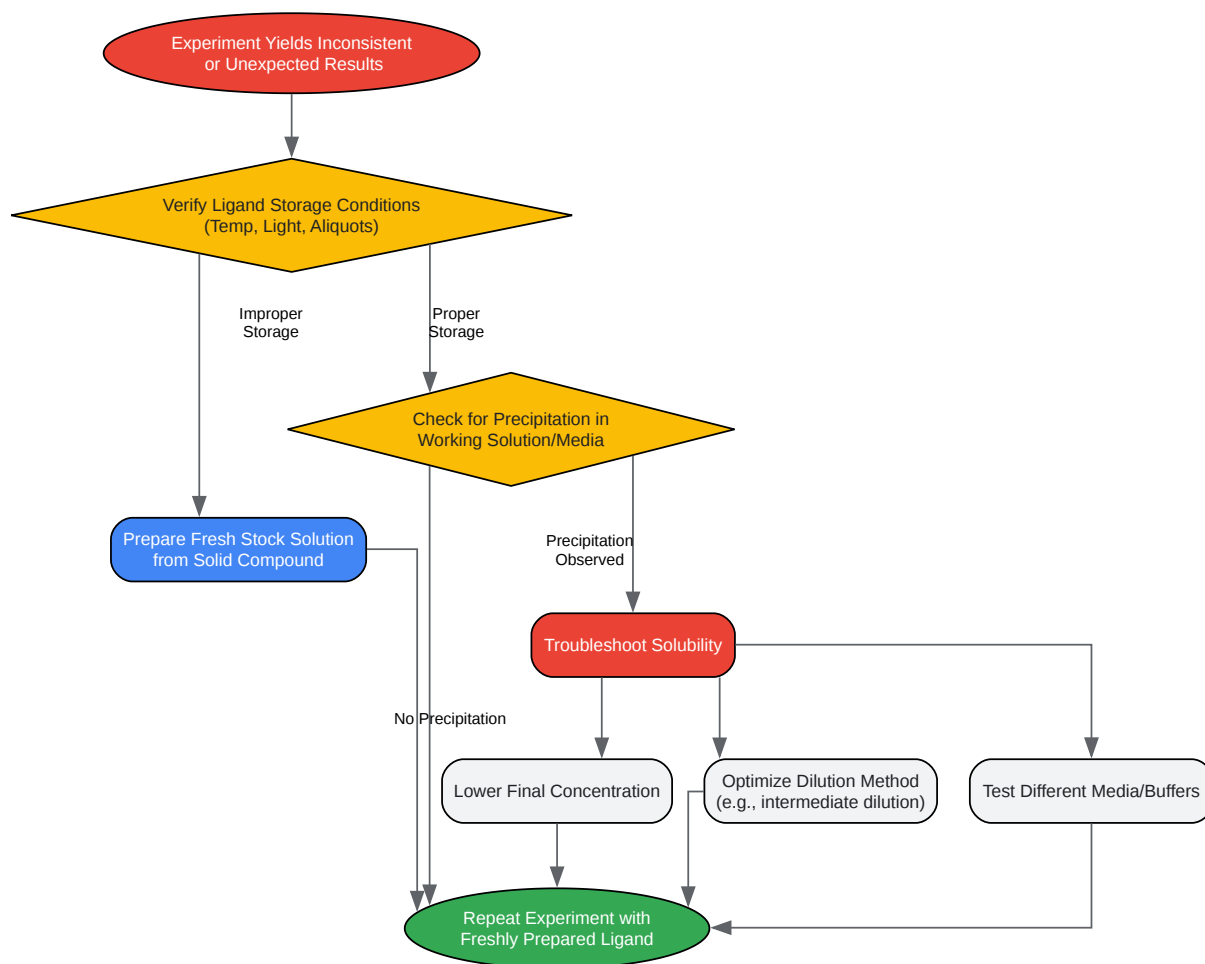 Experiment Yields Inconsistent
or Unexpected Results
Verify Ligand Storage Conditions
(Temp, Light, Aliquots)
Improper
Storage
Proper
Storage
Check for Precipitation in
Working Solution/Media
Prepare Fresh Stock Solution
from Solid Compound
Precipitation
Observed
Troubleshoot Solubility
No Precipitation
Lower Final Concentration
Optimize Dilution Method
(e.g., intermediate dilution)
Test Different Media/Buffers
Repeat Experiment with
Freshly Prepared Ligand